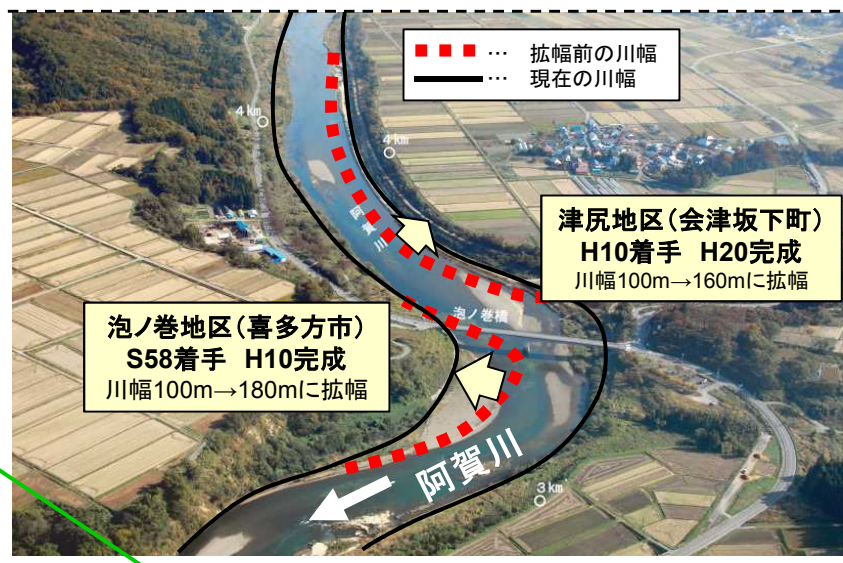 … 拡幅前の川幅
… 現在の川幅
4km
4km
阿賀川
津尻地区(会津坂下町)
H10着手 H20完成
川幅100m→160mに拡幅
泡ノ巻橋
泡ノ巻地区(喜多方市)
S58着手 H10完成
川幅100m→180mに拡幅
阿賀川
3km